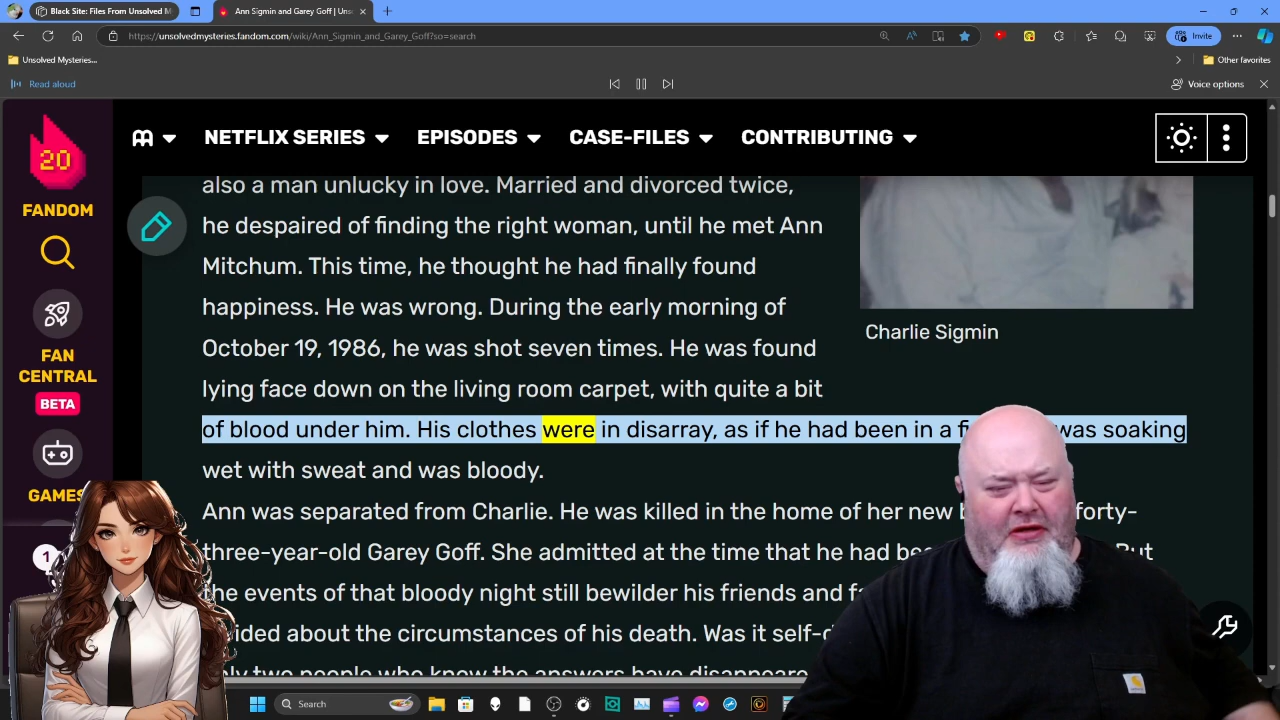 Black Site: Files From Unsolved M
Ann Sigmin and Garey Goff | Uns
https://unsolvedmysteries.fandom.com/wiki/Ann_Sigmin_and_Garey_Goff?so=search
Invite
Unsolved Mysteries...
Other favorites
Read aloud
Voice options
20
FANDOM
NETFLIX SERIES
EPISODES
CASE-FILES
CONTRIBUTING
also a man unlucky in love. Married and divorced twice,
he despaired of finding the right woman, until he met Ann
Mitchum. This time, he thought he had finally found
happiness. He was wrong. During the early morning of
October 19, 1986, he was shot seven times. He was found
lying face down on the living room carpet, with quite a bit
of blood under him. His clothes were in disarray, as if he had been in a was soaking
wet with sweat and was bloody.
Charlie Sigmin
FAN
CENTRAL
BETA
GAMES
1
Ann was separated from Charlie. He was killed in the home of her new forty-
three-year-old Garey Goff. She admitted at the time that he had But
the events of that bloody night still bewilder his friends and
about the circumstances of his death. Was it
only two people who know the answers have
Search